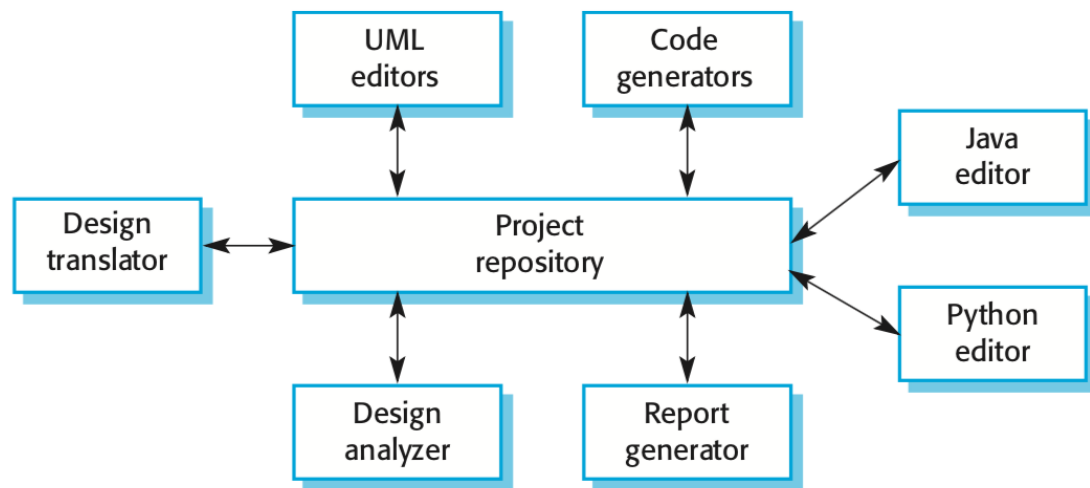 UML
editors
Code
generators
Java
editor
Design
translator
Project
repository
Python
editor
Design
analyzer
Report
generator